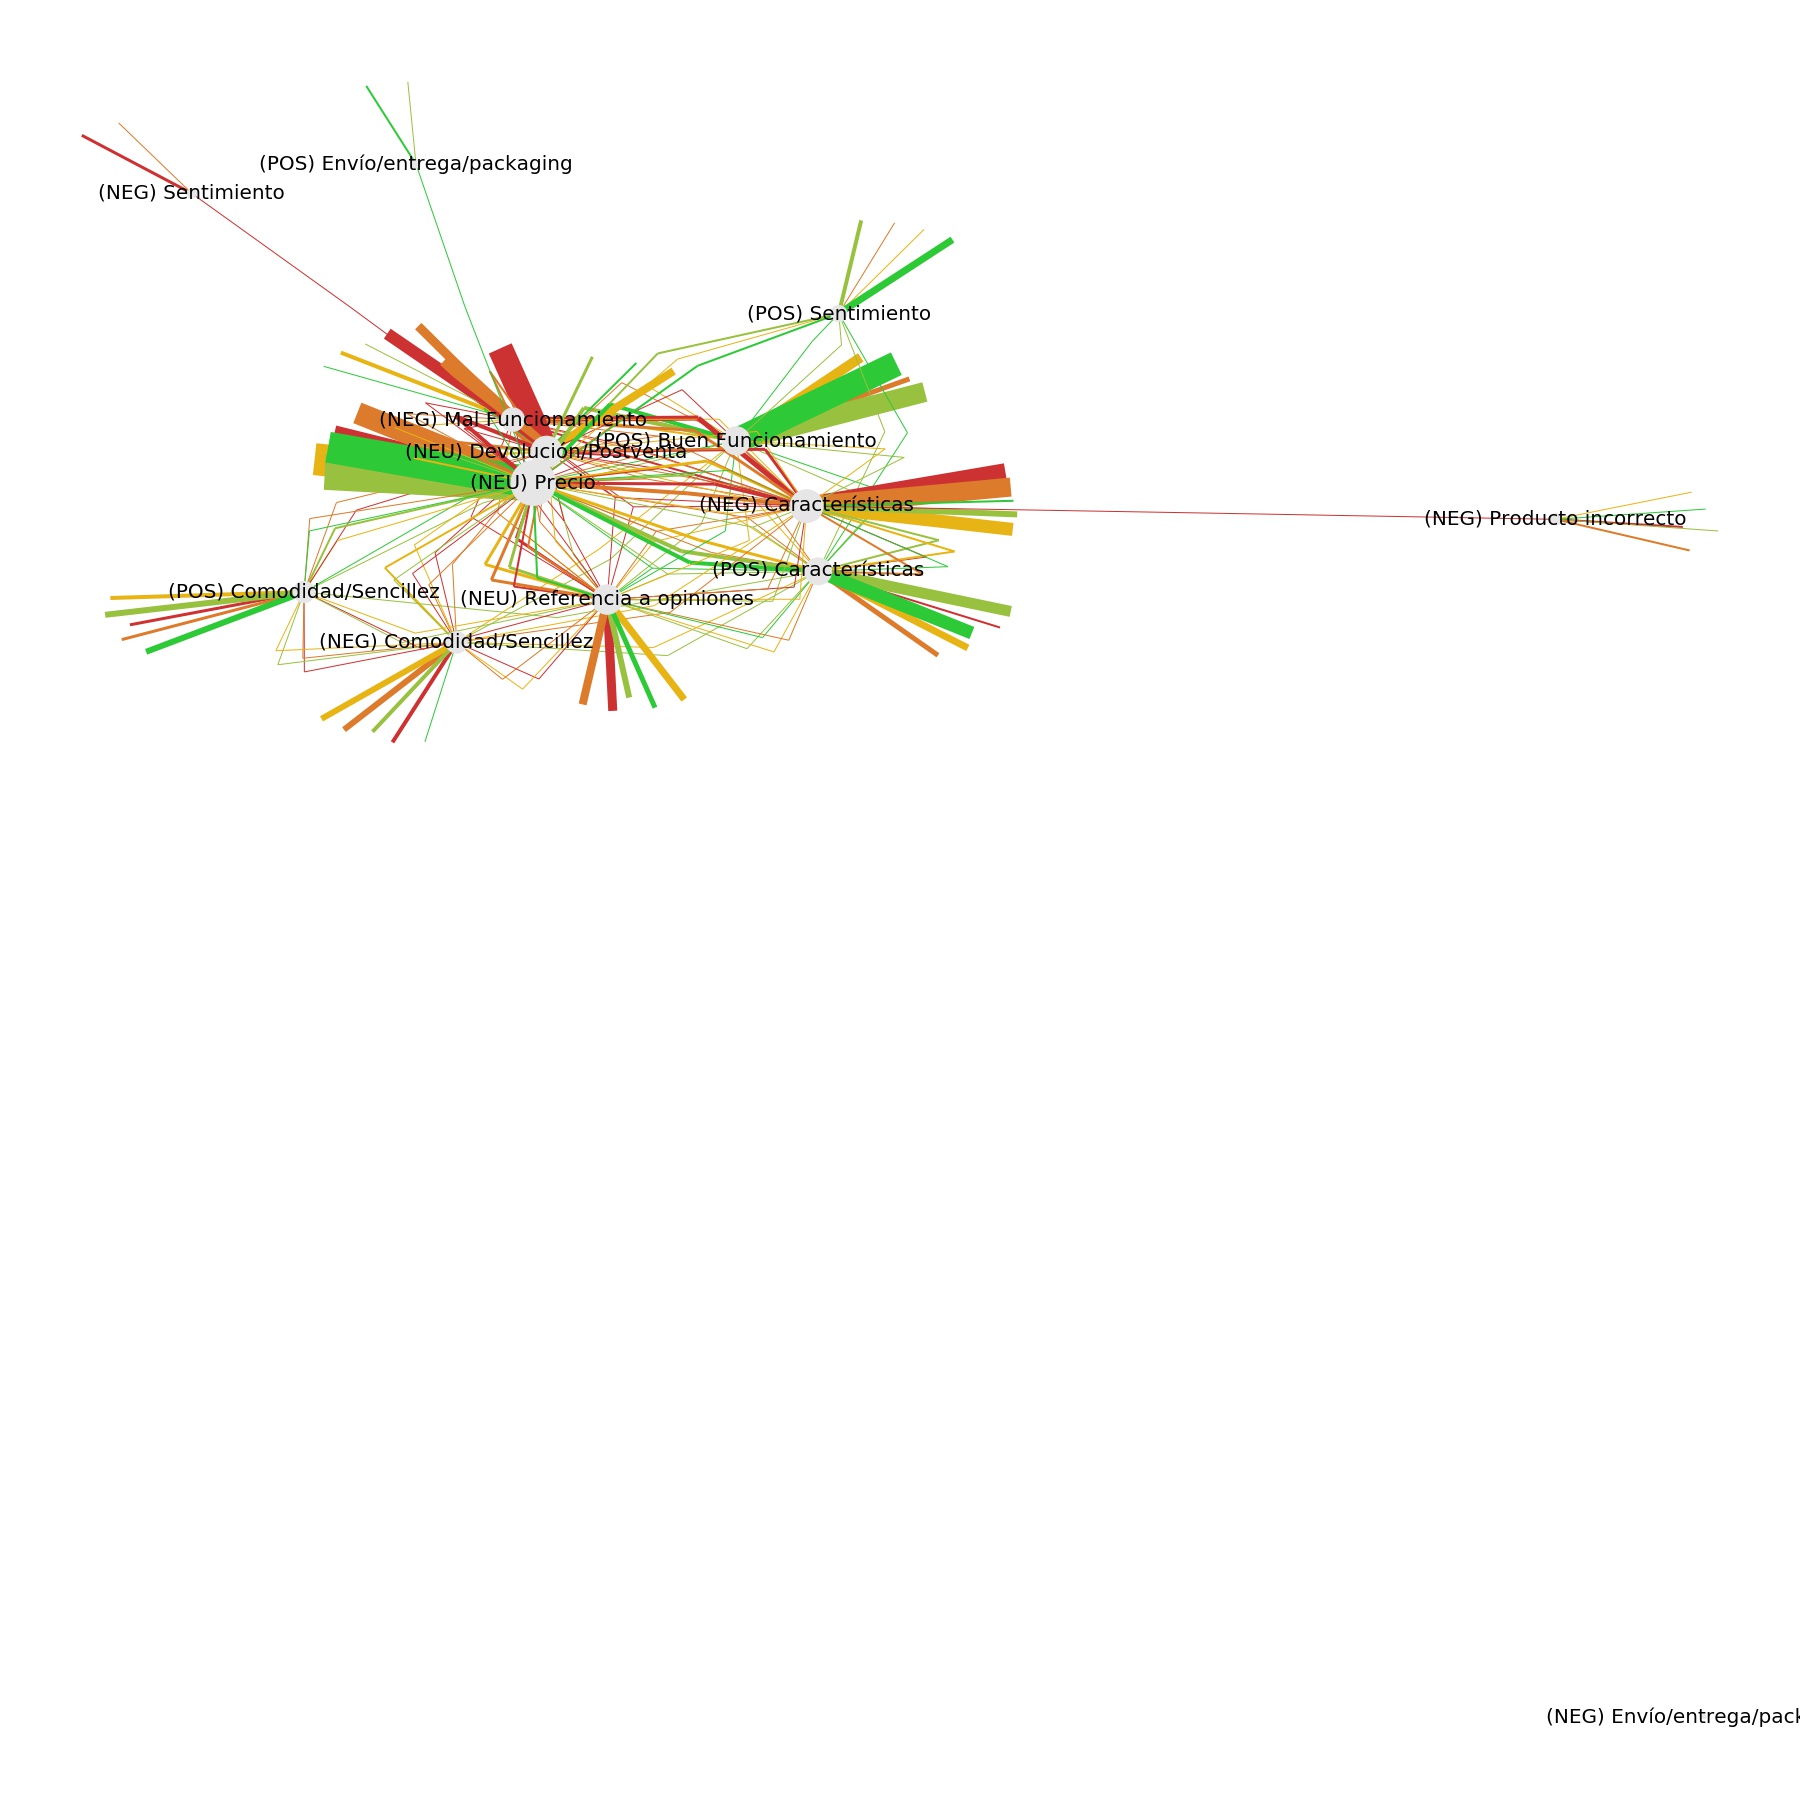 (POS) Envío/entrega/packaging
(NEG) Sentimiento
(POS) Sentimiento
(NEG) Mal Funcionamiento
(POS) Buen Funcionamiento
(NEU) Devolución/Postventa
(NEU) Precio
(NEG) Características
(NEG) Producto incorrecto
(POS) Características
(POS) Comodidad/Sencillez
(NEU) Referencia a opiniones
(NEG) Comodidad/Sencillez
(NEG) Envío/entrega/pack